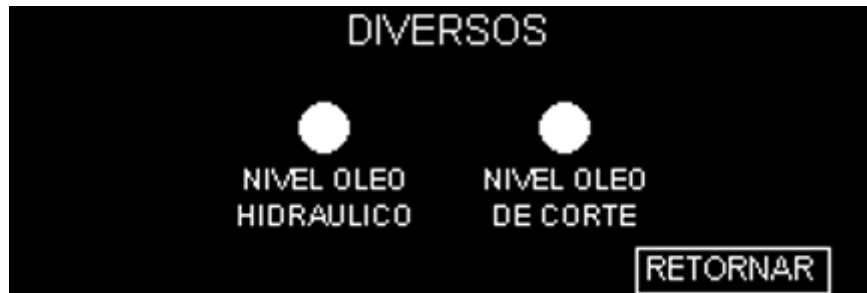 DIVERSOS
NIVEL OLEO
HIDRAULICO
NIVEL OLEO
DE CORTE
RETORNAR